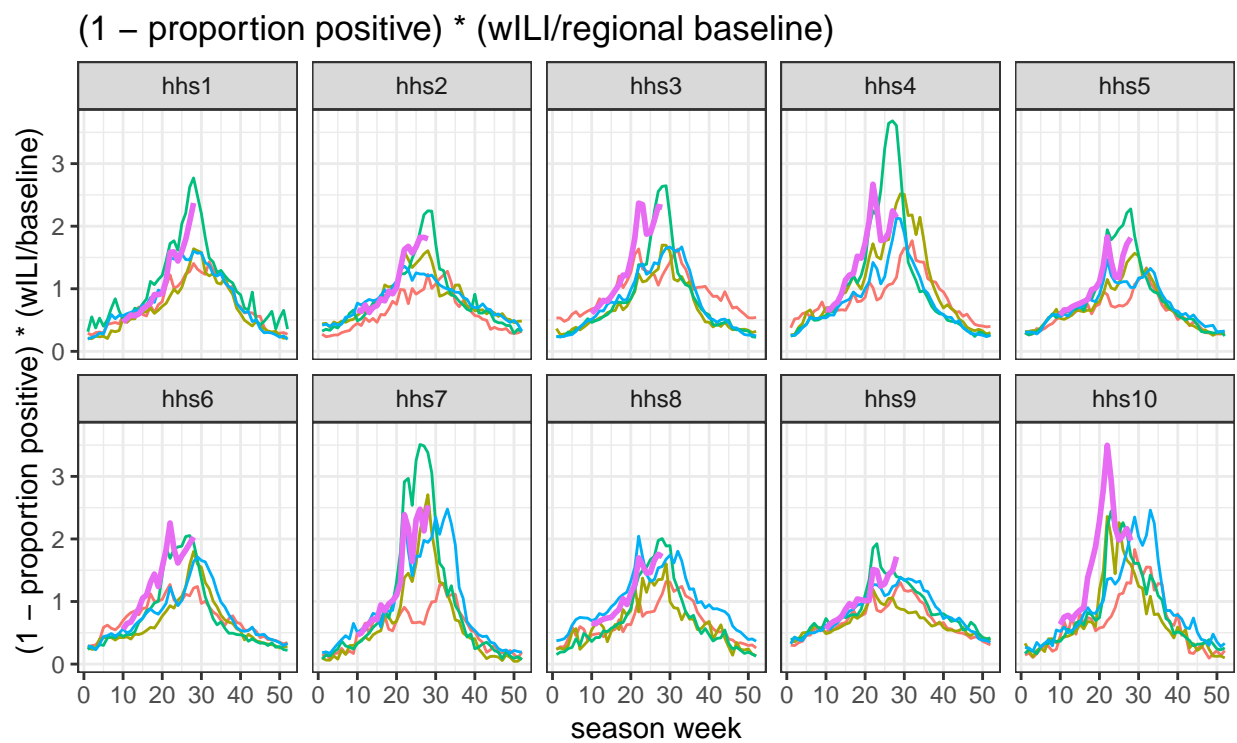 (1 − proportion positive) * (wILI/regional baseline)
hhs1 hhs2 hhs3 hhs4 hhs5
3
2
1
0
hhs6 hhs7 hhs8 hhs9 hhs10
3
2
1
0
0 10 20 30 40 50 0 10 20 30 40 50 0 10 20 30 40 50 0 10 20 30 40 50 0 10 20 30 40 50
season week
(1 − proportion positive) * (wILI/baseline)